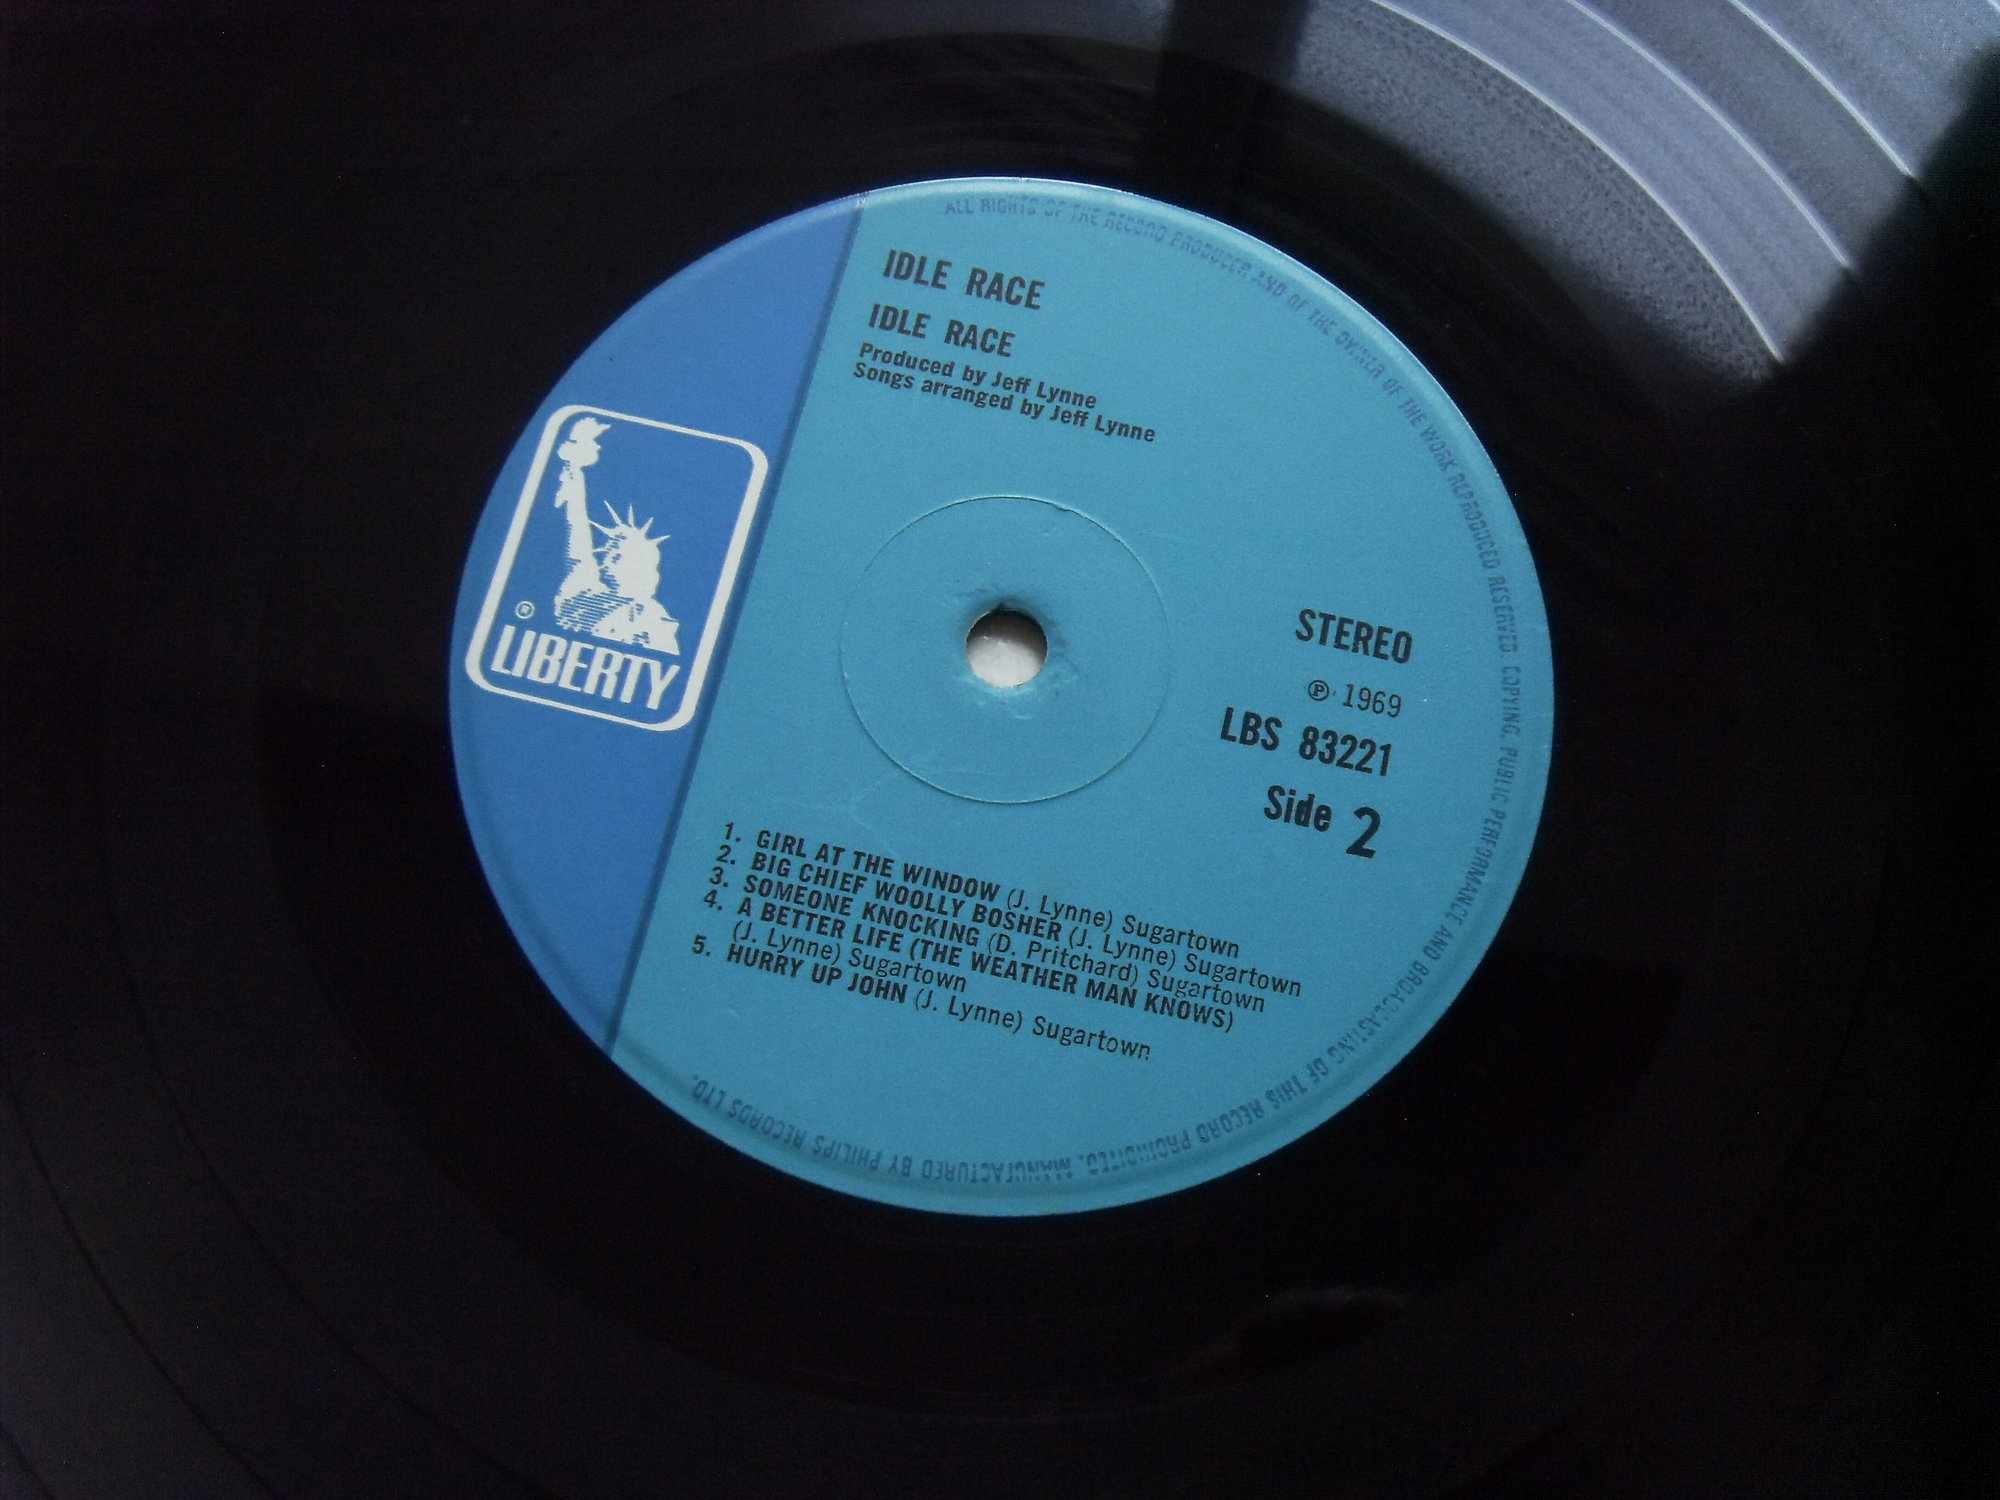 IDLE RACE
IDLE RACE
Produced by Jeff Lynne
Songs arranged by Jeff Lynne
® LIBERTY
STEREO
℗ 1969
LBS 83221
Side 2
1. GIRL AT THE WINDOW (J. Lynne) Sugartown
2. BIG CHIEF WOOLLY BOSHER (J. Lynne) Sugartown
3. SOMEONE KNOCKING (D. Pritchard) Sugartown
4. A BETTER LIFE (THE WEATHER MAN KNOWS)
(J. Lynne) Sugartown
5. HURRY UP JOHN (J. Lynne) Sugartown
ALL RIGHTS OF THE RECORD PRODUCER AND OF THE OWNER OF THE WORK REPRODUCED RESERVED. COPYING, PUBLIC PERFORMANCE AND BROADCASTING OF THIS RECORD PROHIBITED. MANUFACTURED BY PHILIPS RECORDS LTD.